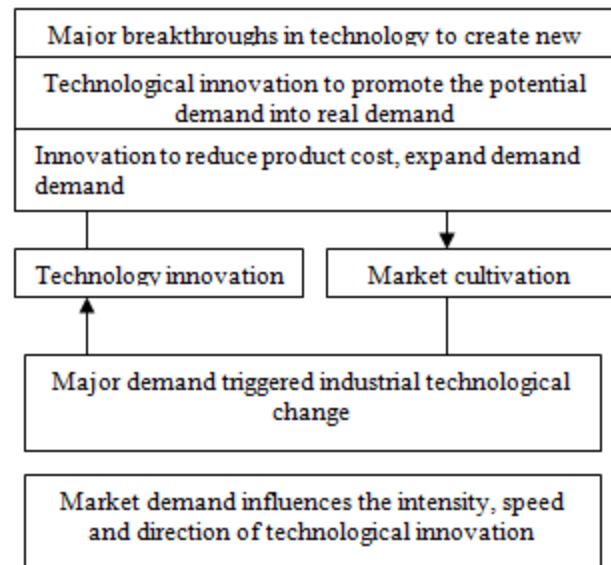 Major breakthroughs in technology to create new
Technological innovation to promote the potential
demand into real demand
Innovation to reduce product cost, expand demand
demand
Technology innovation
Market cultivation
Major demand triggered industrial technological
change
Market demand influences the intensity, speed
and direction of technological innovation